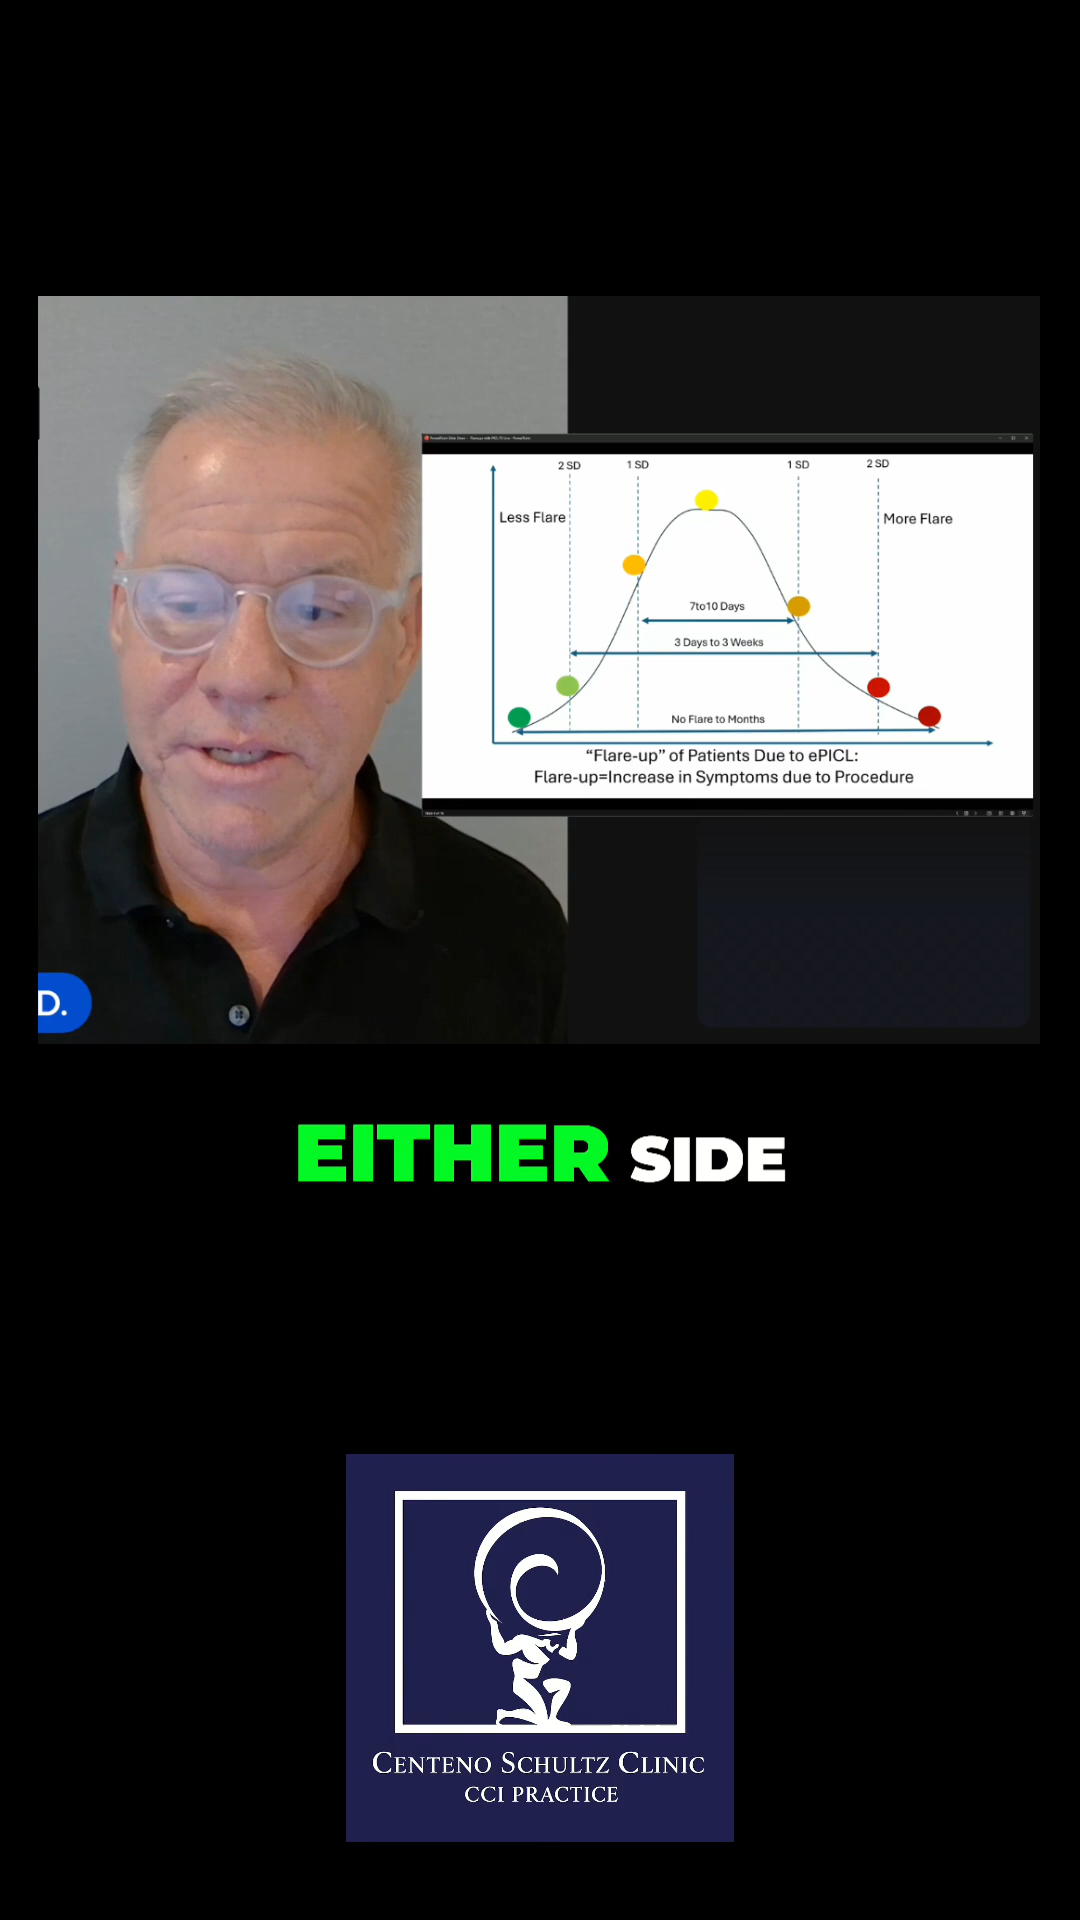 2 SD
1 SD
1 SD
2 SD
Less Flare
More Flare
7to10 Days
3 Days to 3 Weeks
No Flare to Months
“Flare-up” of Patients Due to ePICL:
Flare-up=Increase in Symptoms due to Procedure
D.
EITHER SIDE
CENTENO SCHULTZ CLINIC
CCI PRACTICE